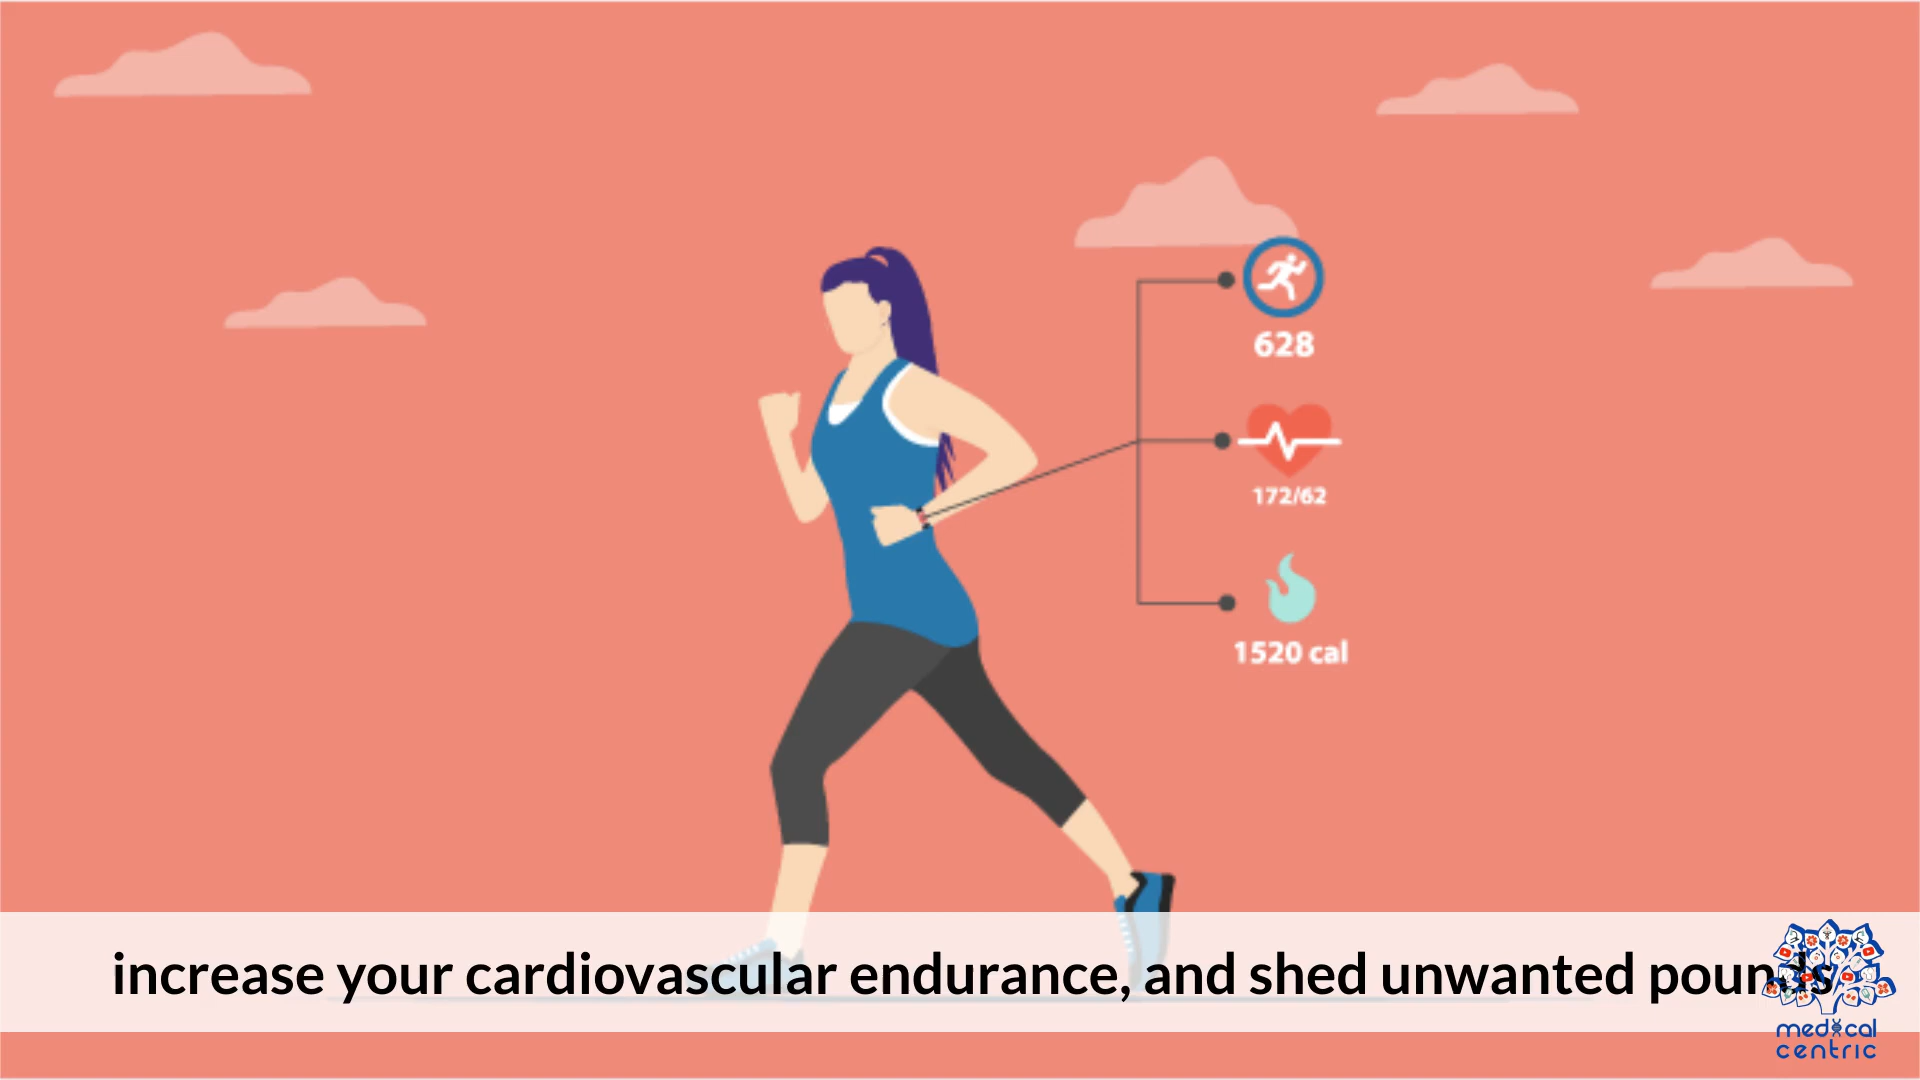 628
172/62
1520 cal
increase your cardiovascular endurance, and shed unwanted pounds
medical
centric